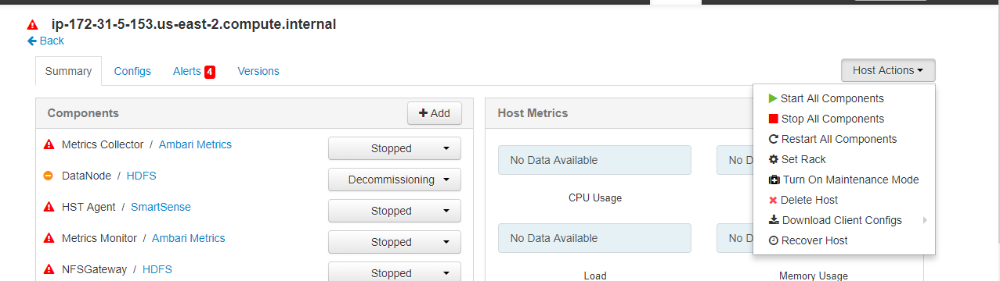 ip-172-31-5-153.us-east-2.compute.internal
Back
Summary Configs Alerts 4 Versions Host Actions
Components Add
Metrics Collector / Ambari Metrics Stopped
DataNode / HDFS Decommissioning
HST Agent / SmartSense Stopped
Metrics Monitor / Ambari Metrics Stopped
NFSGateway / HDFS Stopped
Host Metrics
No Data Available No D
CPU Usage
No Data Available No D
Load Memory Usage
Start All Components
Stop All Components
Restart All Components
Set Rack
Turn On Maintenance Mode
Delete Host
Download Client Configs
Recover Host